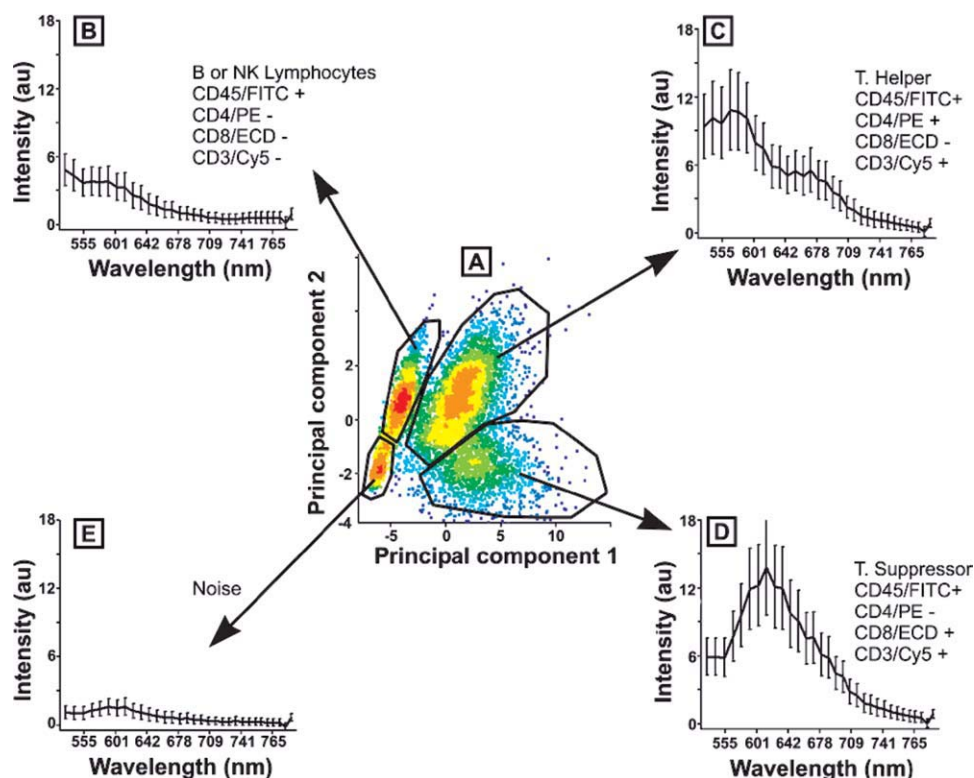 B
18
12
6
0
Intensity (au)
B or NK Lymphocytes
CD45/FITC +
CD4/PE -
CD8/ECD -
CD3/Cy5 -
555 601 642 678 709 741 765
Wavelength (nm)
C
18
12
6
0
Intensity (au)
T. Helper
CD45/FITC+
CD4/PE +
CD8/ECD -
CD3/Cy5 +
555 601 642 678 709 741 765
Wavelength (nm)
A
2
0
-2
-4
Principal component 2
-5 0 5 10
Principal component 1
E
18
12
6
0
Intensity (au)
Noise
555 601 642 678 709 741 765
Wavelength (nm)
D
18
12
6
0
Intensity (au)
T. Suppressor
CD45/FITC+
CD4/PE -
CD8/ECD +
CD3/Cy5 +
555 601 642 678 709 741 765
Wavelength (nm)